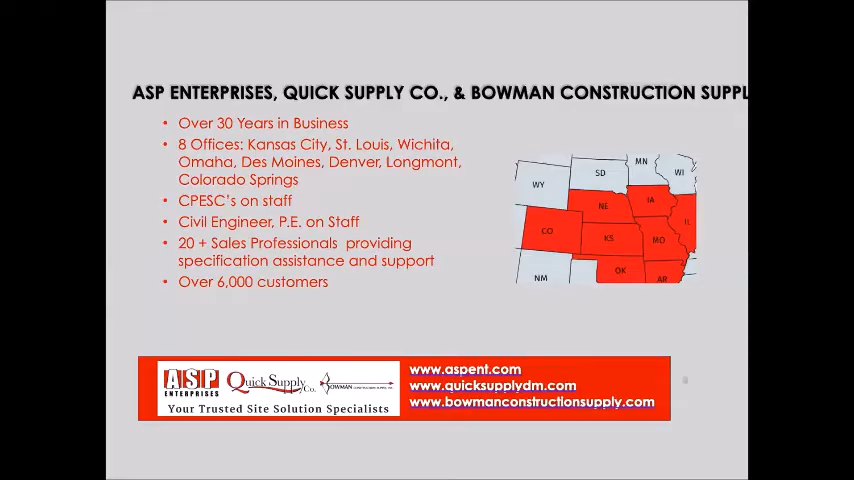 ASP ENTERPRISES, QUICK SUPPLY CO., & BOWMAN CONSTRUCTION SUPPL
• Over 30 Years in Business
• 8 Offices: Kansas City, St. Louis, Wichita,
Omaha, Des Moines, Denver, Longmont,
Colorado Springs
• CPESC's on staff
• Civil Engineer, P.E. on Staff
• 20 + Sales Professionals providing
specification assistance and support
• Over 6,000 customers
MN
SD
WI
WY
NE
IA
IL
CO
KS
MO
OK
NM
AR
ASP
ENTERPRISES
Quick Supply Co.
BOWMAN CONSTRUCTION SUPPLY, INC.
Your Trusted Site Solution Specialists
www.aspent.com
www.quicksupplydm.com
www.bowmanconstructionsupply.com